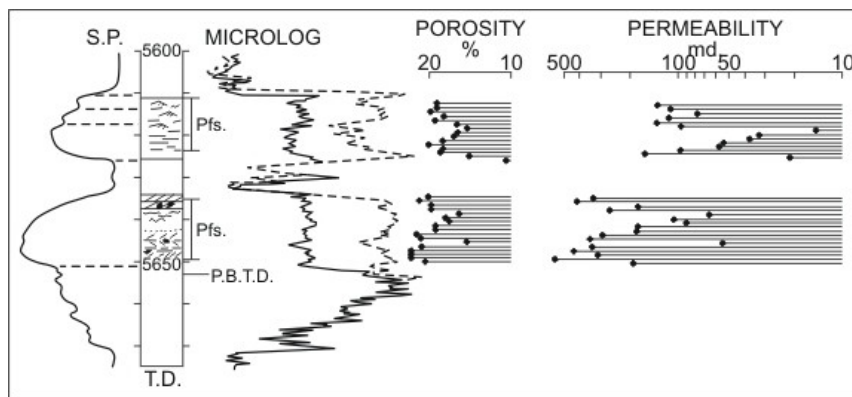 S.P. 5600 MICROLOG POROSITY PERMEABILITY
% md
20 10 500 100 50 10
Pfs.
Pfs.
5650
P.B.T.D.
T.D.